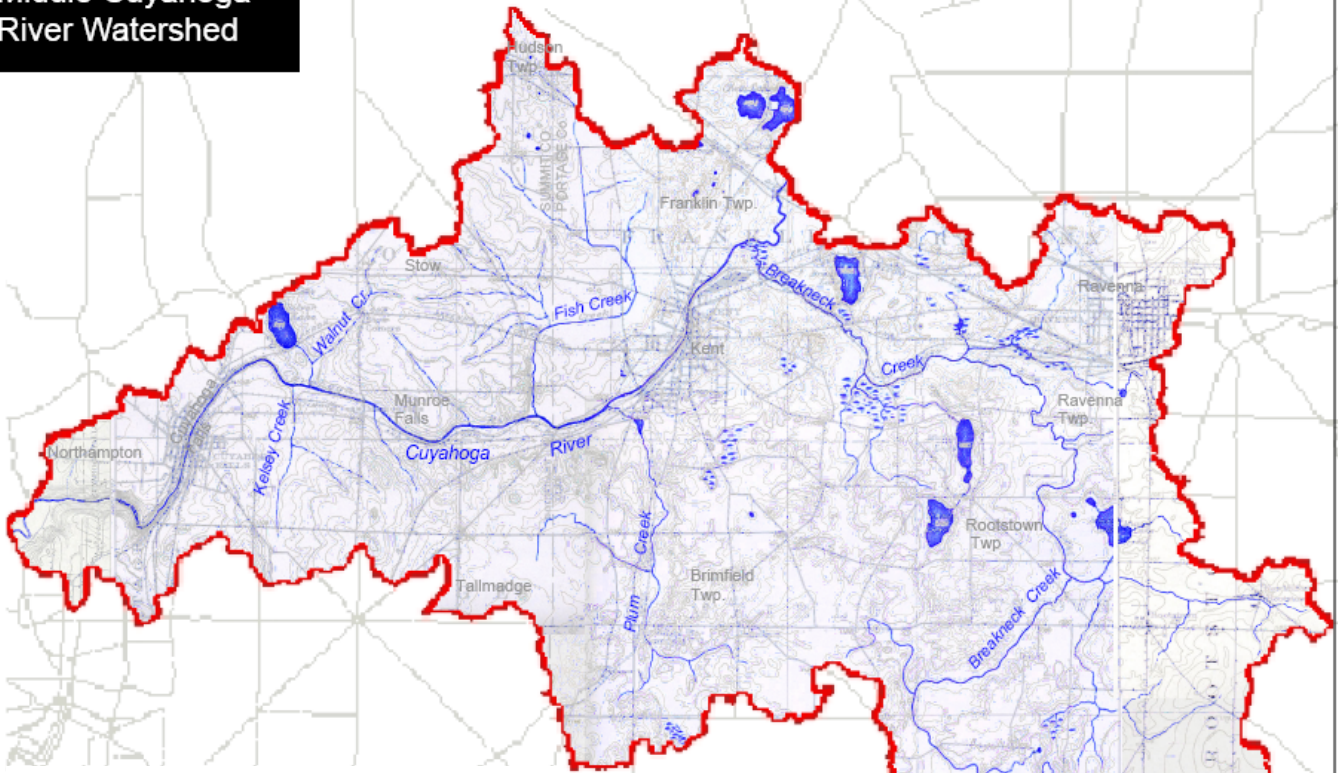 Middle Cuyahoga
River Watershed
Hudson
Twp.
SUMMIT CO.
PORTAGE Co.
Franklin Twp.
Stow
Breakneck
Ravenna
Fish Creek
Walnut Cr.
Kent
Creek
Munroe
Falls
Ravenna
Twp.
Cuyahoga
Falls
Kelsey Creek
Northampton
Cuyahoga
River
Plum
Creek
Rootstown
Twp
Tallmadge
Brimfield
Twp.
Breakneck Creek